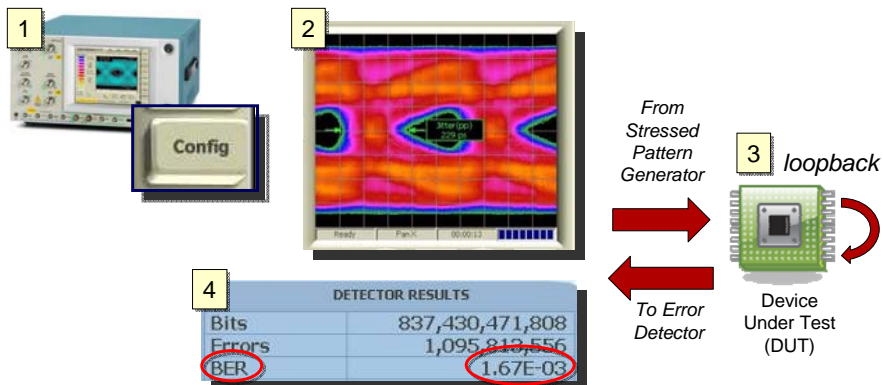 1
Config
2
Jitter(pp)
229 ps
Ready
Pan X
00:00:13
From
Stressed
Pattern
Generator
3
loopback
To Error
Detector
Device
Under Test
(DUT)
4
DETECTOR RESULTS
Bits 837,430,471,808
Errors 1,095,813,556
BER 1.67E-03